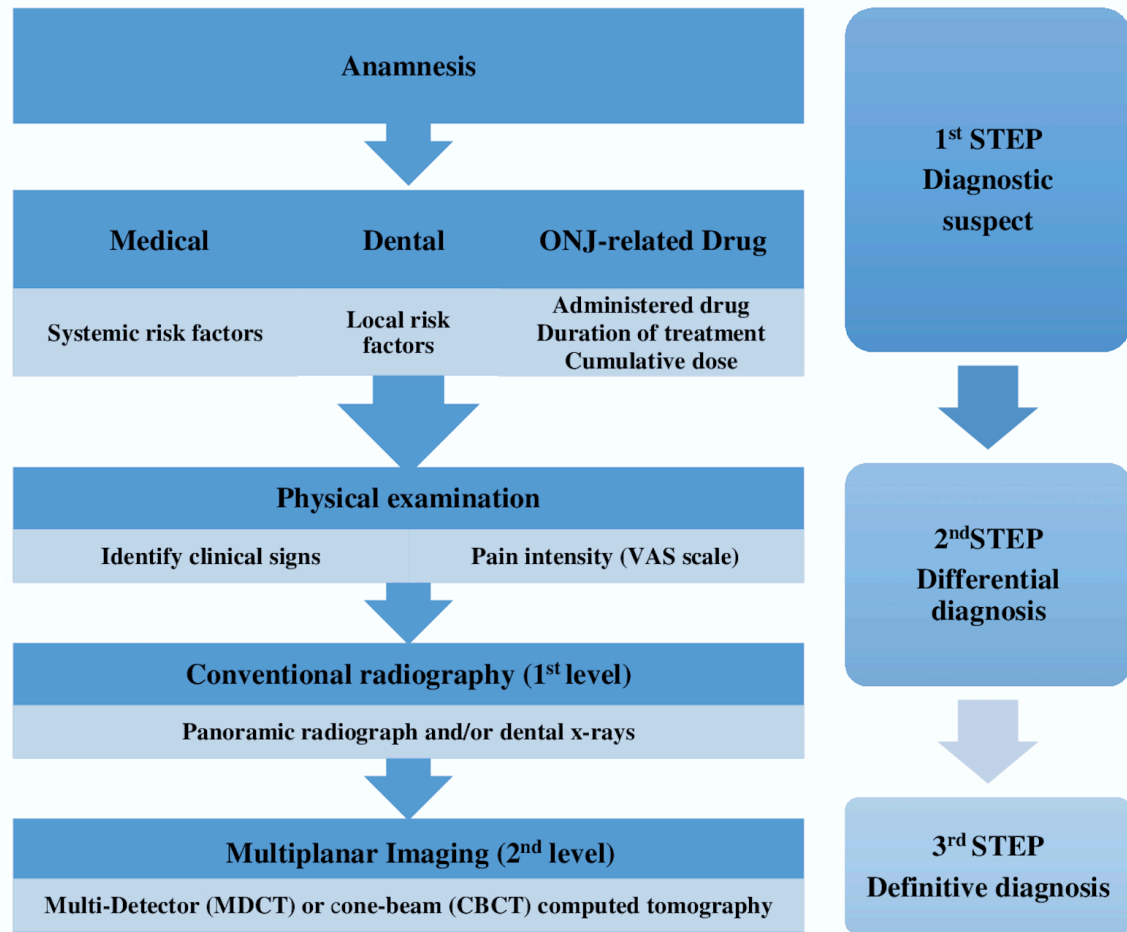 Anamnesis
Medical
Dental
ONJ-related Drug
Systemic risk factors
Local risk
factors
Administered drug
Duration of treatment
Cumulative dose
Physical examination
Identify clinical signs
Pain intensity (VAS scale)
Conventional radiography (1st level)
Panoramic radiograph and/or dental x-rays
Multiplanar Imaging (2nd level)
Multi-Detector (MDCT) or cone-beam (CBCT) computed tomography
1st STEP
Diagnostic
suspect
2ndSTEP
Differential
diagnosis
3rd STEP
Definitive diagnosis